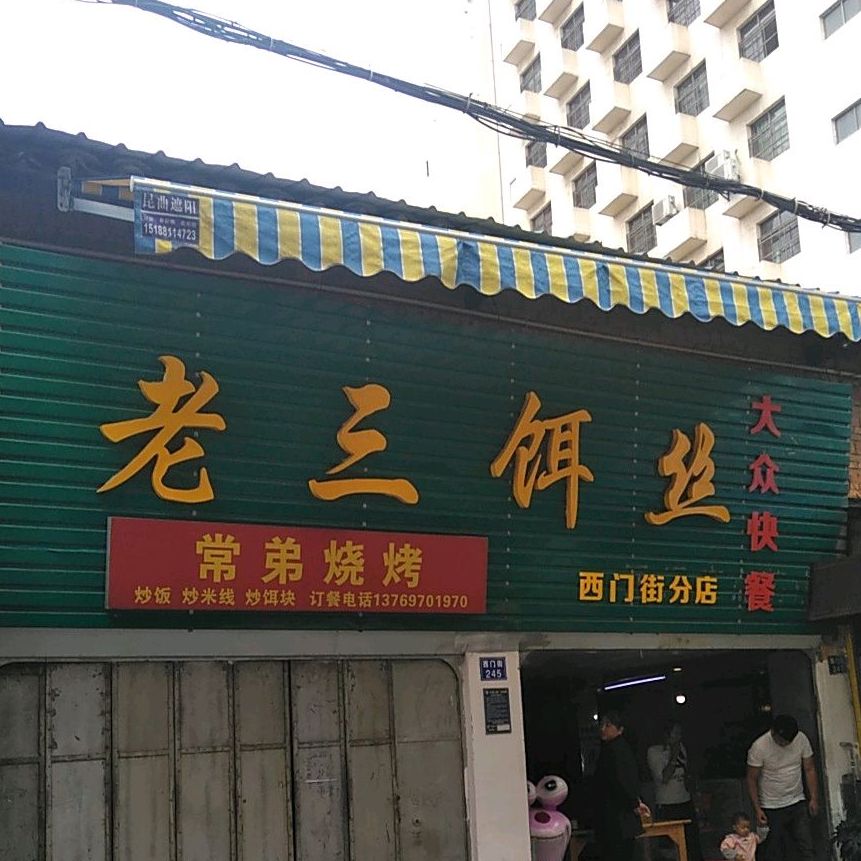 昆曲遮阳
15188514723
老三饵丝
大众快餐
常弟烧烤
炒饭 炒米线 炒饵块 订餐电话13769701970
西门街分店
西门街
245